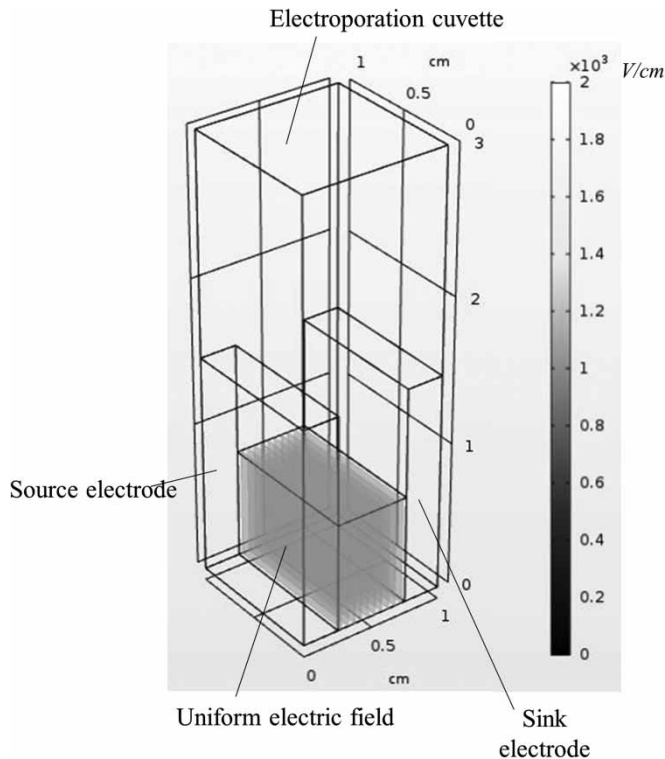 Electroporation cuvette
1
cm
×10³
V/cm
0.5
2
0
3
1.8
1.6
1.4
2
1.2
1
1
0.8
Source electrode
0.6
0.4
0
0.2
1
0.5
0
0
cm
Uniform electric field
Sink
electrode